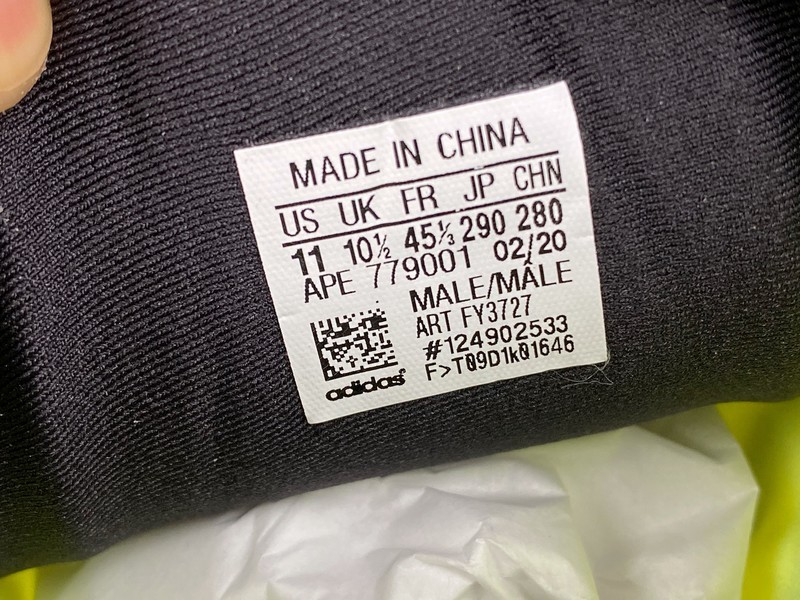 MADE IN CHINA
US UK FR JP CHN
11 10½ 45⅓ 290 280
APE 779001 02/20
MALE/MÂLE
ART FY3727
#124902533
F>T09D1k01646
adidas®